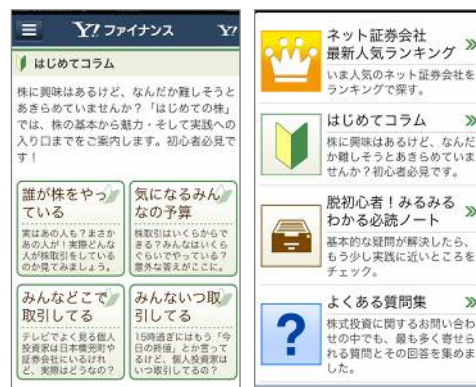 Y! ファイナンス
Y!
はじめてコラム
株に興味はあるけど、なんだか難しそうと
あきらめていませんか？「はじめての株」
では、株の基本から魅力・そして実践への
入り口までをご案内します。初心者必見で
す！
誰が株をやっ
ている
実はあの人も？まさか
あの人が！実際どんな
人が株取引をしている
のか見てみましょう。
気になるみん
なの予算
株取引はいくらからで
きる？みんなはいくら
ぐらいでやっている？
意外な答えがここに。
みんなどこで
取引してる
テレビでよく見る個人
投資家は日本橋兜町や
証券会社にいるけれ
ど、実際はどうなの？
みんないつ取
引してる
15時過ぎにはもう「今
日の終値」とか言って
るけど、個人投資家は
いつ取引してるの？
ネット証券会社
最新人気ランキング
いま人気のネット証券会社を
ランキングで探す。
はじめてコラム
株に興味はあるけど、なんだ
か難しそうとあきらめていま
せんか？初心者必見です。
脱初心者！みるみる
わかる必読ノート
基本的な疑問が解決したら、
もう少し実践に近いところを
チェック。
よくある質問集
株式投資に関するお問い合わ
せの中でも、最も多く寄せら
れる質問とその回答を集めま
した。